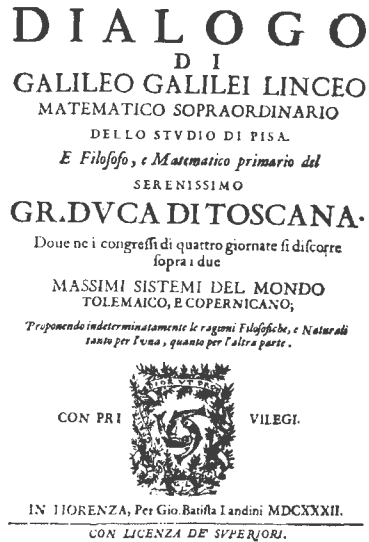 DIALOGO
DI
GALILEO GALILEI LINCEO
MATEMATICO SOPRAORDINARIO
DELLO STVDIO DI PISA.
E Filosofo, e Matematico primario del
SERENISSIMO
GR.DVCA DI TOSCANA.
Doue ne i congressi di quattro giornate si discorre
sopra i due
MASSIMI SISTEMI DEL MONDO
TOLEMAICO, E COPERNICANO;
Proponendo indeterminatamente le ragioni Filosofiche, e Naturali
tanto per l'vna, quanto per l'altra parte.
CON PRI VILEGI.
IN FIORENZA, Per Gio. Batista Landini MDCXXXII.
CON LICENZA DE' SVPERIORI.